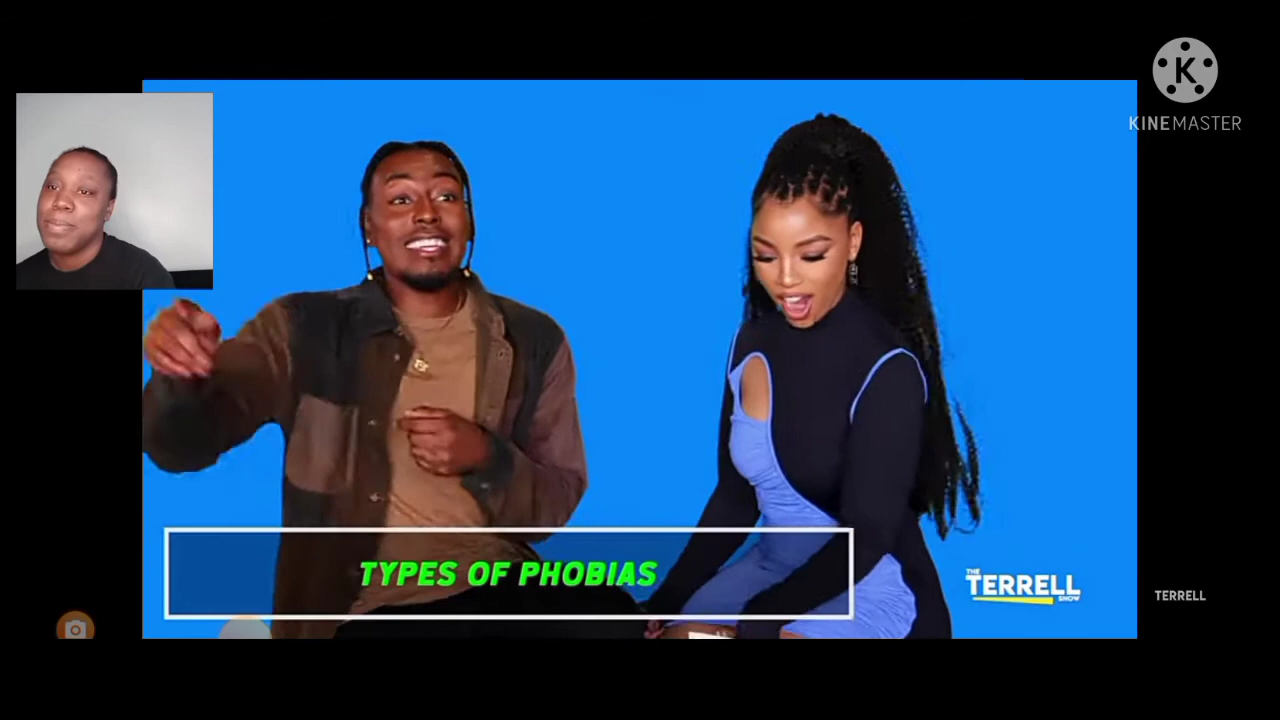 K
KINEMASTER
TYPES OF PHOBIAS
THE
TERRELL
SHOW
TERRELL